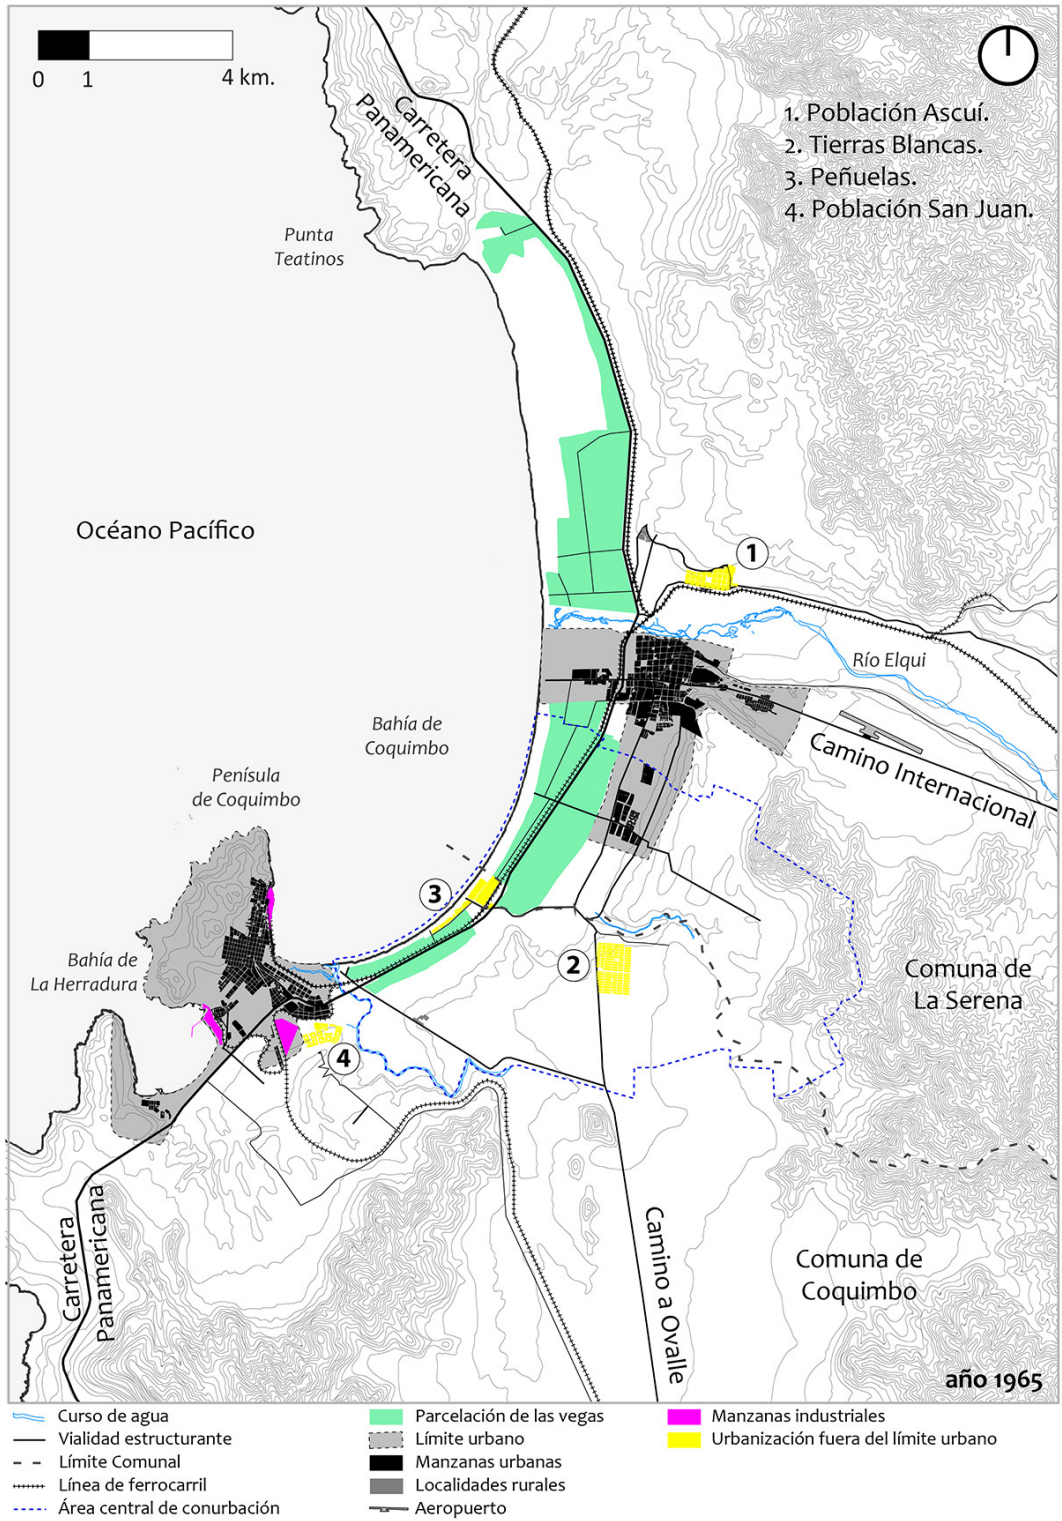 0 1 4 km.
1. Población Ascuí.
2. Tierras Blancas.
3. Peñuelas.
4. Población San Juan.
Carretera
Panamericana
Punta
Teatinos
Océano Pacífico
1
Río Elqui
Bahía de
Coquimbo
Camino Internacional
Península
de Coquimbo
3
2
Bahía de
La Herradura
Comuna de
La Serena
4
Carretera
Panamericana
Camino a Ovalle
Comuna de
Coquimbo
año 1965
Curso de agua
Vialidad estructurante
Límite Comunal
Línea de ferrocarril
Área central de conurbación
Parcelación de las vegas
Límite urbano
Manzanas urbanas
Localidades rurales
Aeropuerto
Manzanas industriales
Urbanización fuera del límite urbano